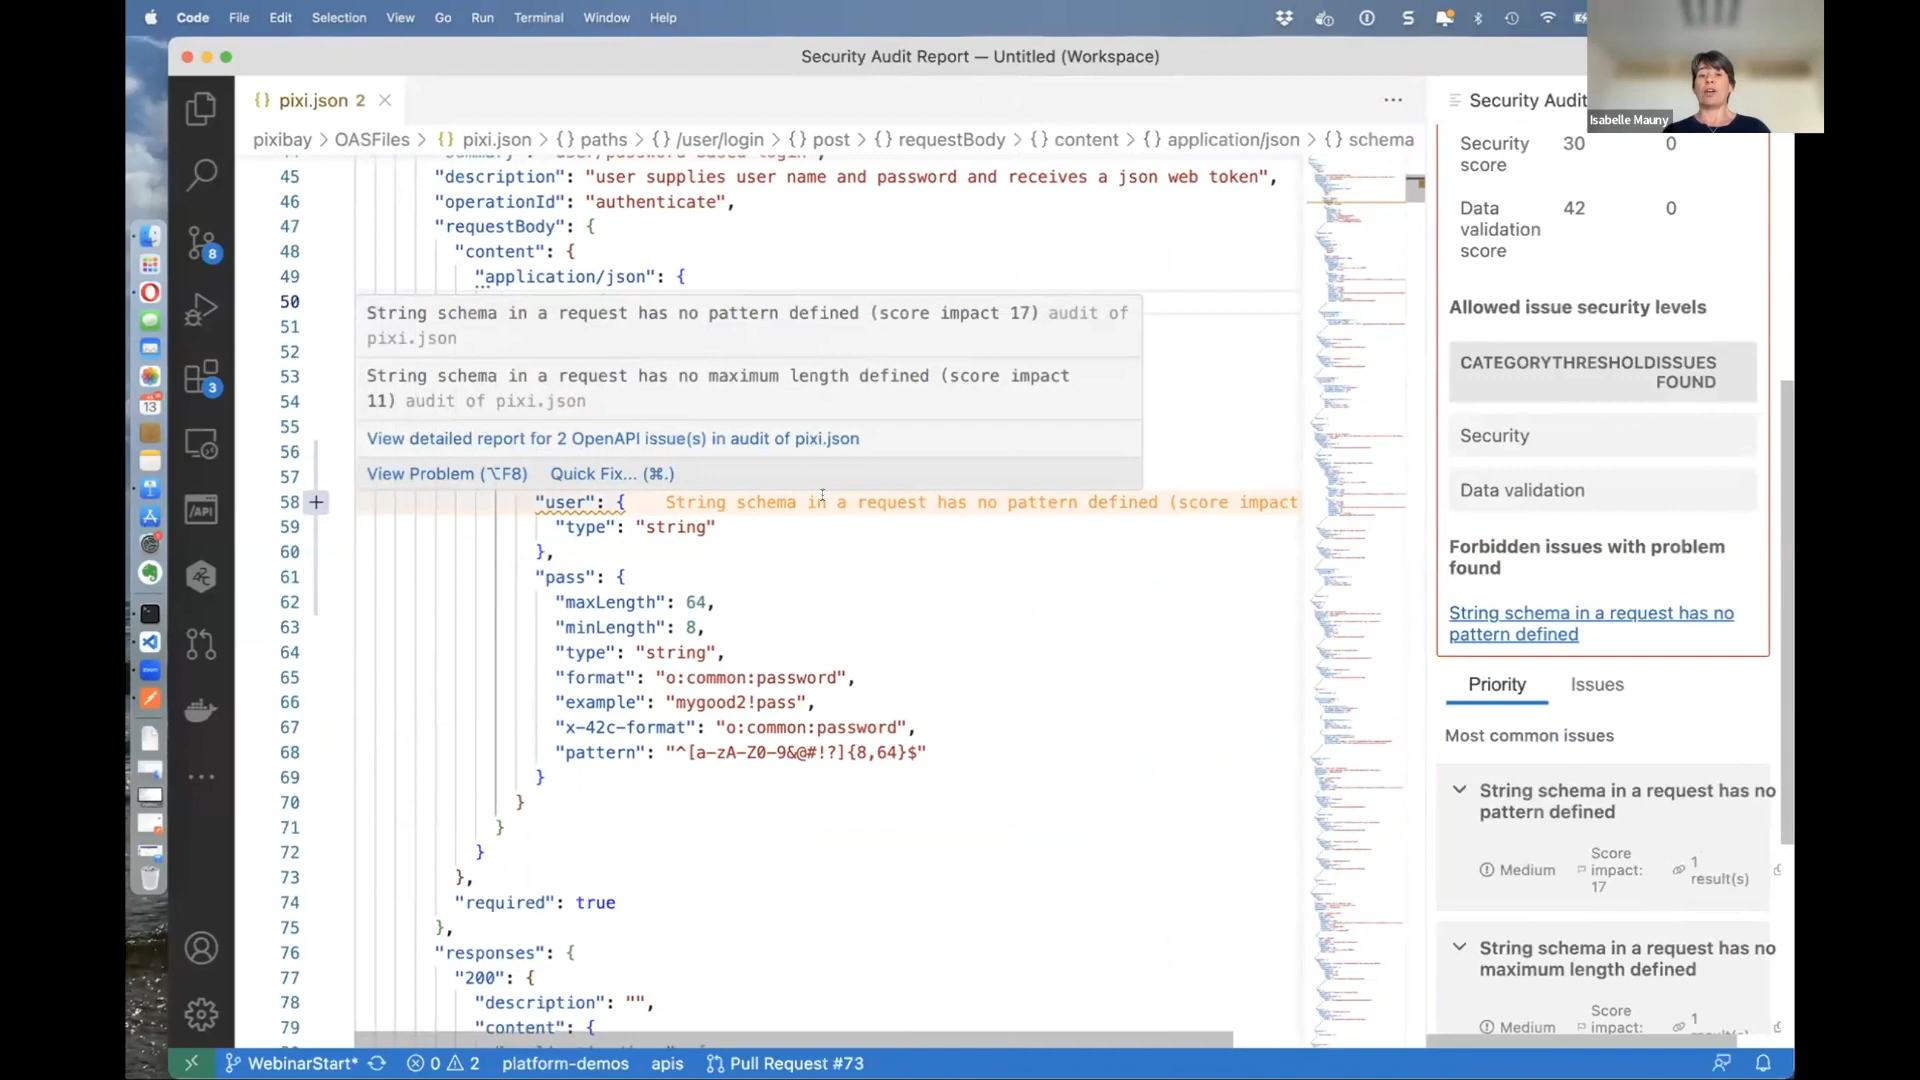 Code File Edit Selection View Go Run Terminal Window Help
Security Audit Report — Untitled (Workspace)
Isabelle Mauny
{} pixi.json 2
Security Audit
pixibay > OASFiles > {} pixi.json > {} paths > {} /user/login > {} post > {} requestBody > {} content > {} application/json > {} schema
45 "description": "user supplies user name and password and receives a json web token",
46 "operationId": "authenticate",
47 "requestBody": {
48 "content": {
49 "application/json": {
50
51
52
53
54
55
56
57
String schema in a request has no pattern defined (score impact 17) audit of
pixi.json
String schema in a request has no maximum length defined (score impact
11) audit of pixi.json
View detailed report for 2 OpenAPI issue(s) in audit of pixi.json
View Problem (⌥F8) Quick Fix... (⌘.)
58 "user": { String schema in a request has no pattern defined (score impact
59 "type": "string"
60 },
61 "pass": {
62 "maxLength": 64,
63 "minLength": 8,
64 "type": "string",
65 "format": "o:common:password",
66 "example": "mygood2!pass",
67 "x-42c-format": "o:common:password",
68 "pattern": "^[a-zA-Z0-9&@#!?]{8,64}$"
69 }
70 }
71 }
72 }
73 },
74 "required": true
75 },
76 "responses": {
77 "200": {
78 "description": "",
79 "content": {
Security score 30 0
Data validation score 42 0
Allowed issue security levels
CATEGORYTHRESHOLDISSUES
FOUND
Security
Data validation
Forbidden issues with problem
found
String schema in a request has no
pattern defined
Priority Issues
Most common issues
String schema in a request has no
pattern defined
Medium Score impact: 17 1 result(s)
String schema in a request has no
maximum length defined
Medium Score impact: 1
8
3
13
/API
WebinarStart* 0 2 platform-demos apis Pull Request #73